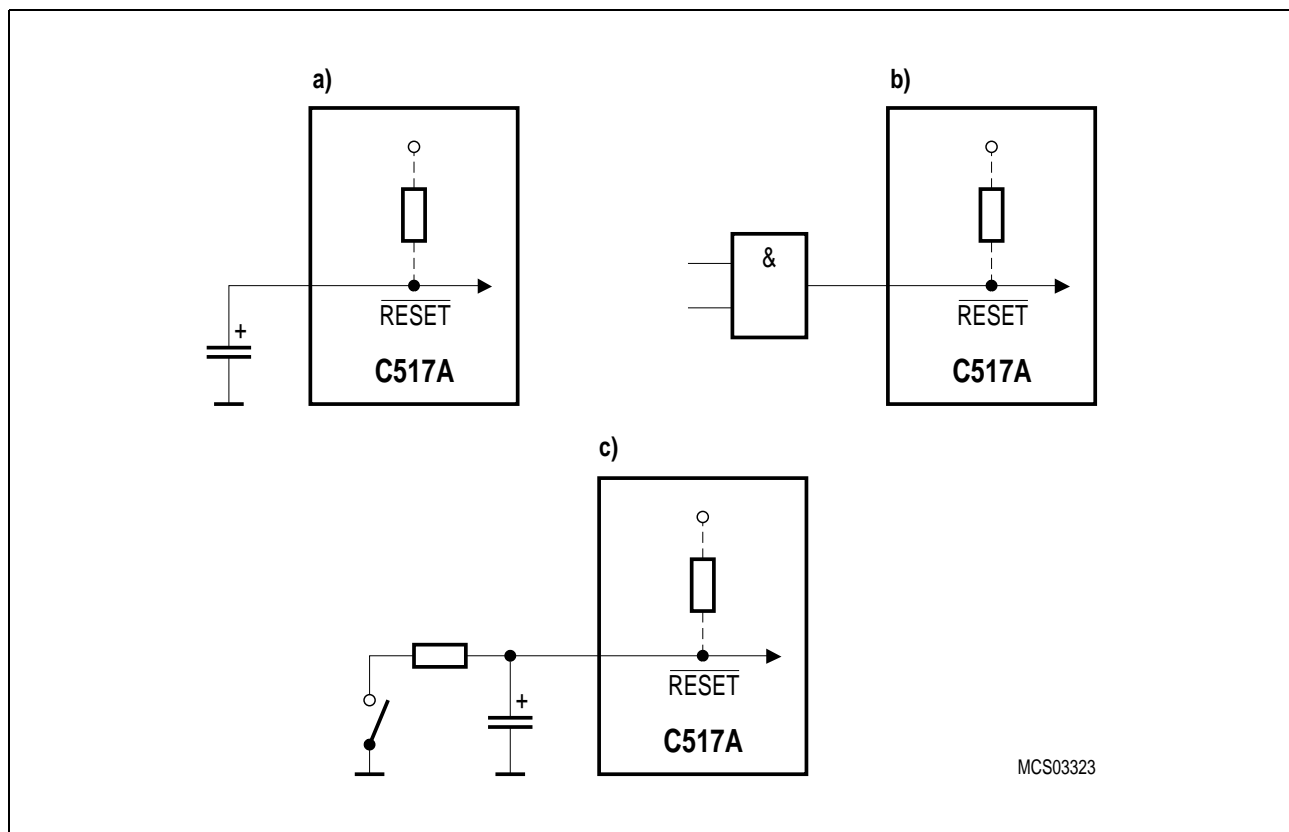 a)
b)
&
+
RESET
RESET
C517A
C517A
c)
+
RESET
C517A
MCS03323